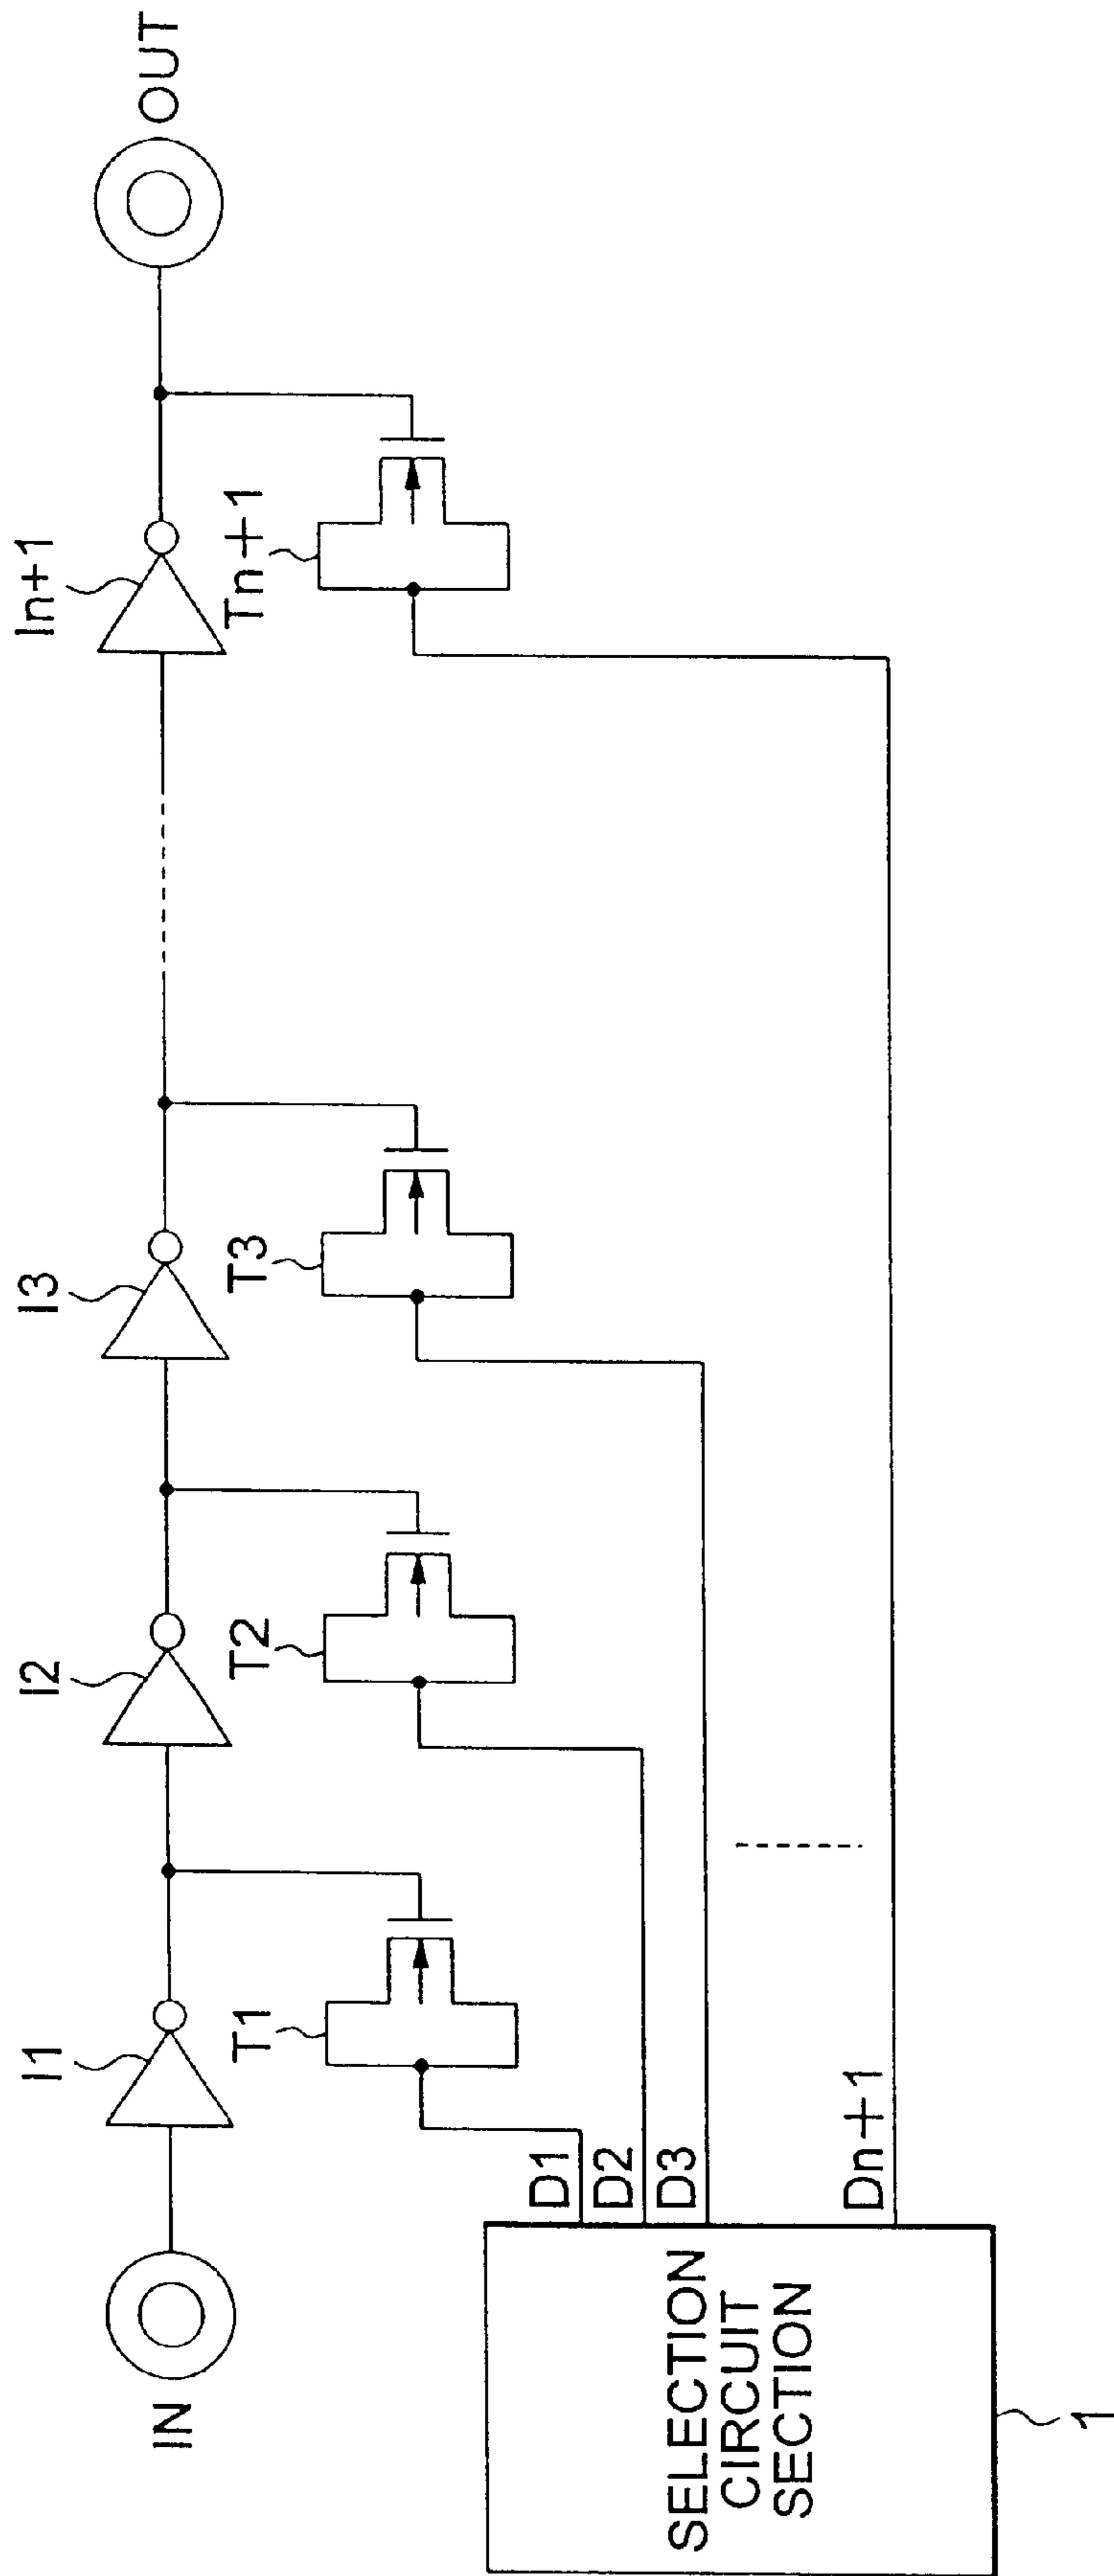 I1
I2
I3
In+1
IN
OUT
T1
T2
T3
Tn+1
D1
D2
D3
Dn+1
SELECTION
CIRCUIT
SECTION
1